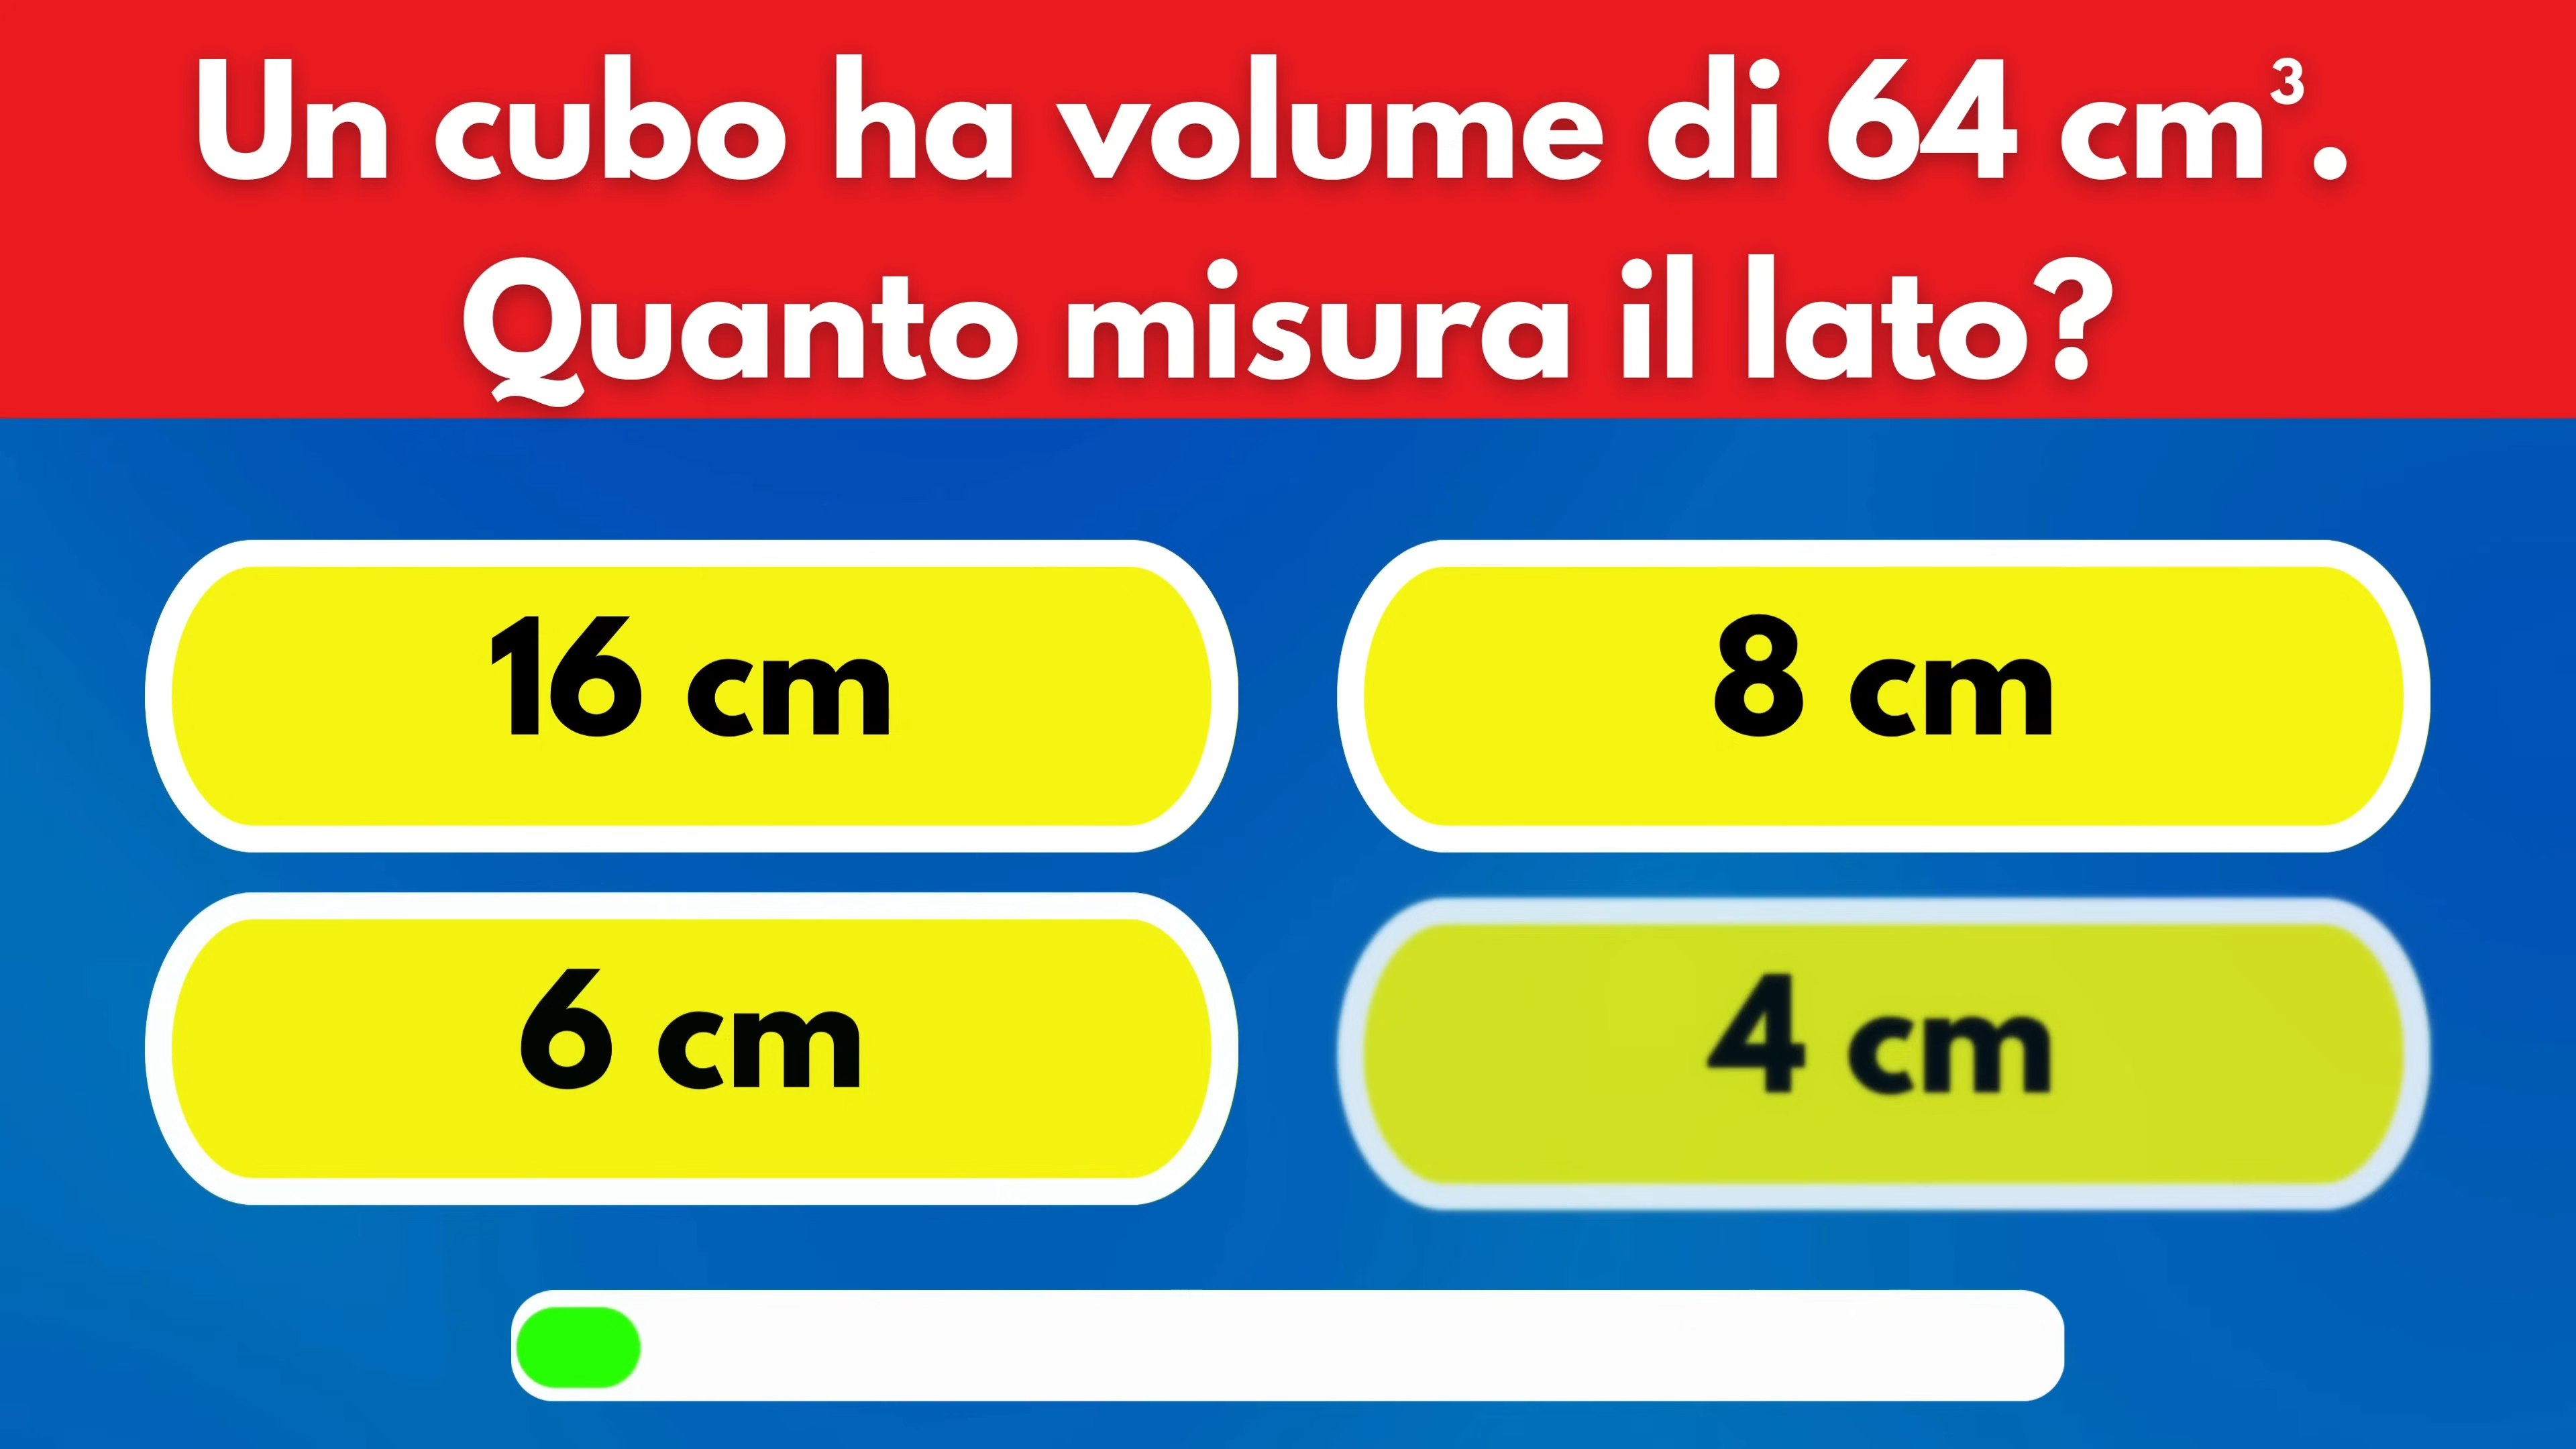 Un cubo ha volume di 64 cm³.
Quanto misura il lato?
16 cm
8 cm
6 cm
4 cm